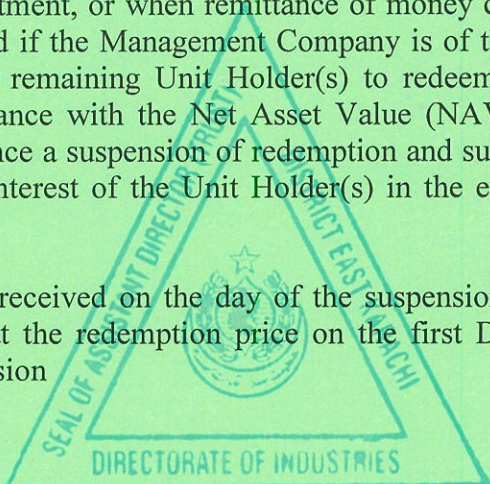 tment, or when remittance of money c
d if the Management Company is of t
remaining Unit Holder(s) to redeem
ance with the Net Asset Value (NAV
nce a suspension of redemption and su
nterest of the Unit Holder(s) in the e
received on the day of the suspensio
at the redemption price on the first D
sion
SEAL OF ASSISTANT DIRECTOR TRUST
DISTRICT EAST KARACHI
DIRECTORATE OF INDUSTRIES